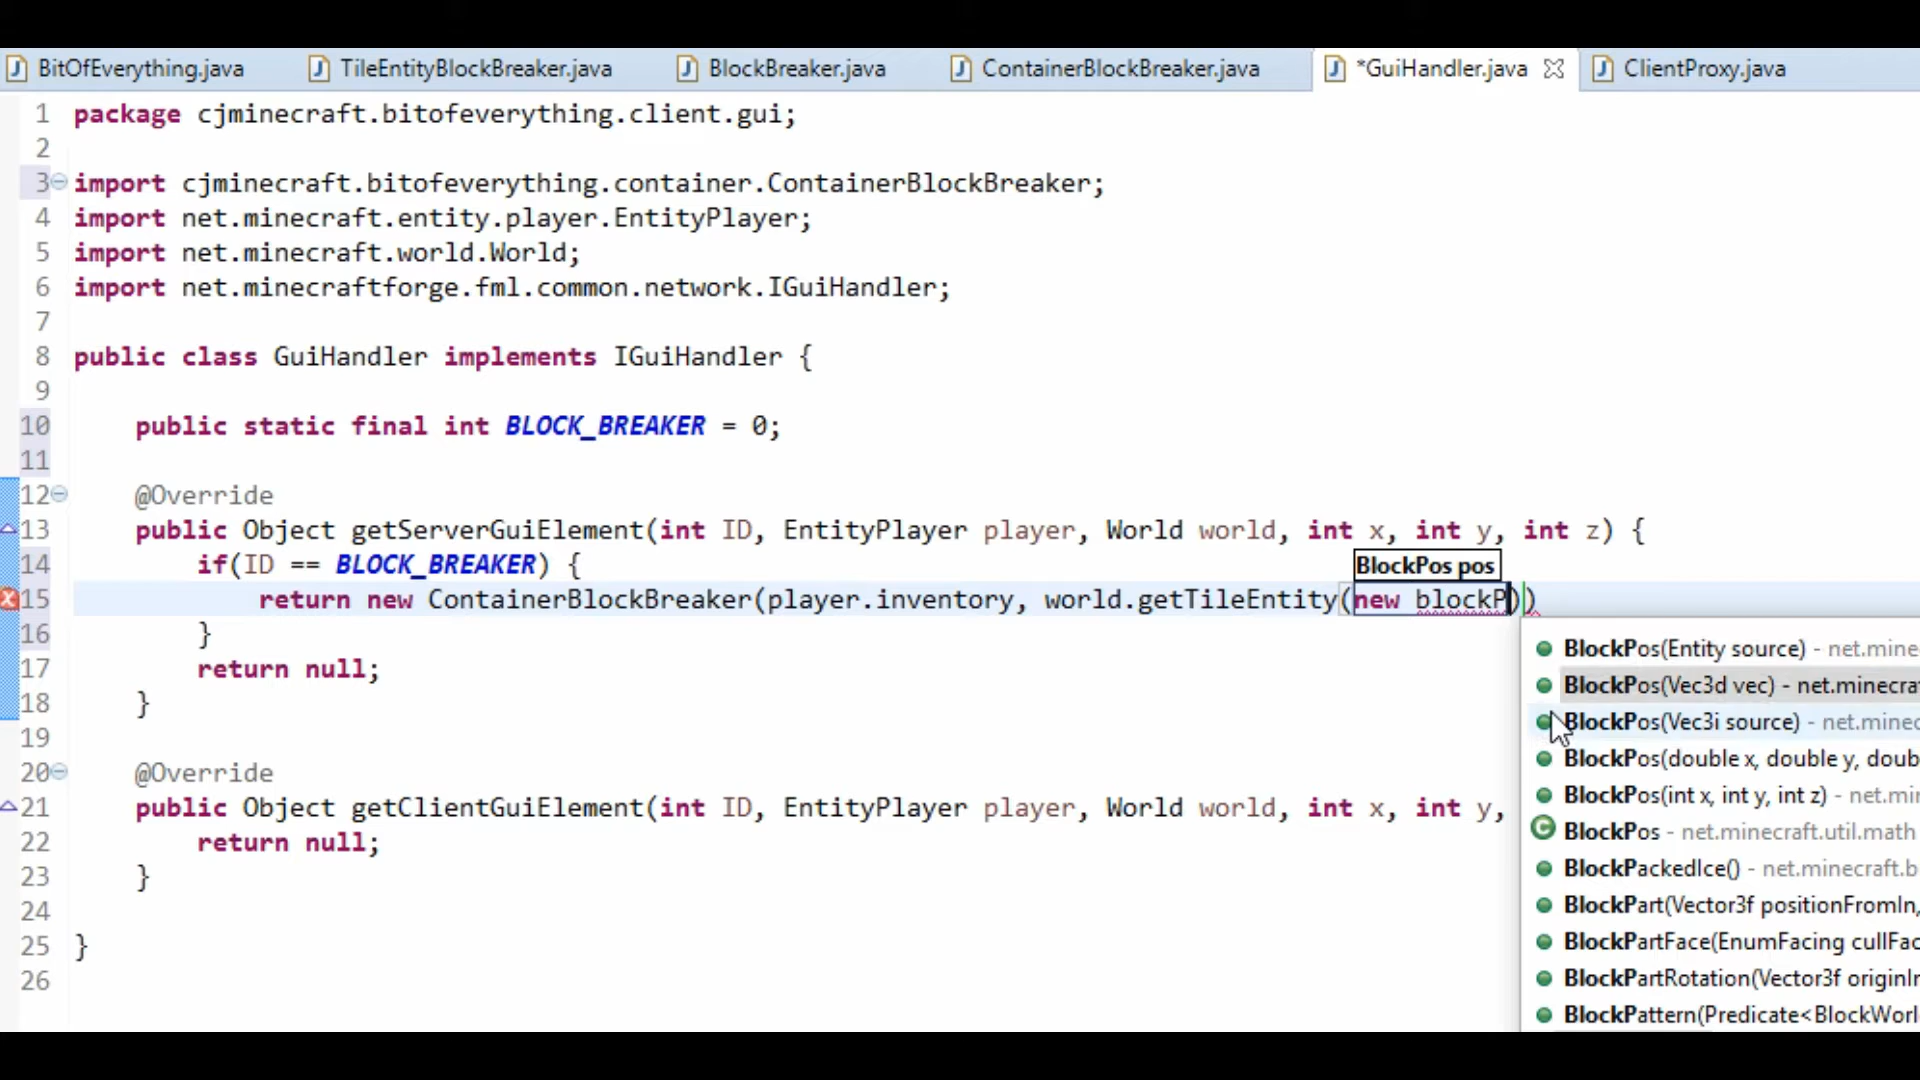 BitOfEverything.java TileEntityBlockBreaker.java BlockBreaker.java ContainerBlockBreaker.java *GuiHandler.java ClientProxy.java
1 package cjminecraft.bitofeverything.client.gui;
2
3 import cjminecraft.bitofeverything.container.ContainerBlockBreaker;
4 import net.minecraft.entity.player.EntityPlayer;
5 import net.minecraft.world.World;
6 import net.minecraftforge.fml.common.network.IGuiHandler;
7
8 public class GuiHandler implements IGuiHandler {
9
10 public static final int BLOCK_BREAKER = 0;
11
12 @Override
13 public Object getServerGuiElement(int ID, EntityPlayer player, World world, int x, int y, int z) {
14 if(ID == BLOCK_BREAKER) {
BlockPos pos
15 return new ContainerBlockBreaker(player.inventory, world.getTileEntity(new blockP))
16 }
17 return null;
18 }
19
20 @Override
21 public Object getClientGuiElement(int ID, EntityPlayer player, World world, int x, int y,
22 return null;
23 }
24
25 }
26
BlockPos(Entity source) - net.mine
BlockPos(Vec3d vec) - net.minecra
BlockPos(Vec3i source) - net.minec
BlockPos(double x, double y, doub
BlockPos(int x, int y, int z) - net.mi
BlockPos - net.minecraft.util.math
BlockPackedIce() - net.minecraft.b
BlockPart(Vector3f positionFromIn,
BlockPartFace(EnumFacing cullFac
BlockPartRotation(Vector3f originIn
BlockPattern(Predicate<BlockWorl